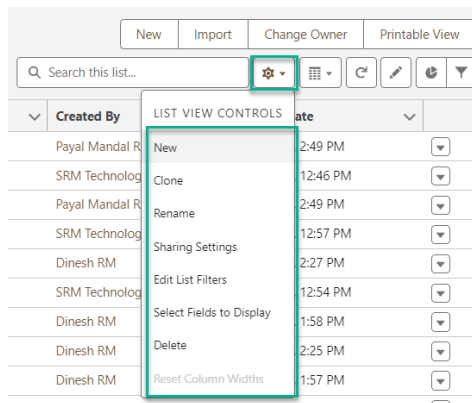 New Import Change Owner Printable View
Search this list...
Created By ate
LIST VIEW CONTROLS
New
Clone
Rename
Sharing Settings
Edit List Filters
Select Fields to Display
Delete
Reset Column Widths
Payal Mandal R 2:49 PM
SRM Technolog 12:46 PM
Payal Mandal R 2:49 PM
SRM Technolog 12:57 PM
Dinesh RM 2:27 PM
SRM Technolog 12:54 PM
Dinesh RM 1:58 PM
Dinesh RM 2:25 PM
Dinesh RM 1:57 PM